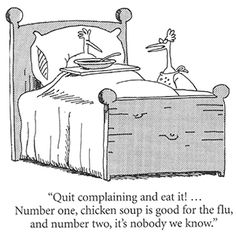 “Quit complaining and eat it! ...
Number one, chicken soup is good for the flu,
and number two, it’s nobody we know.”